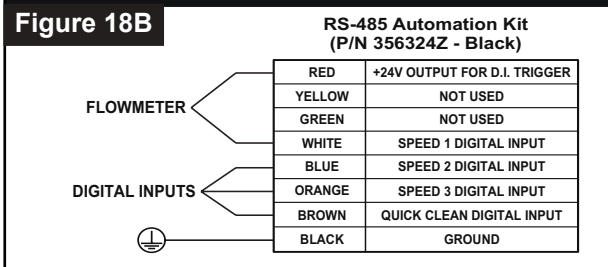 Figure 18B
RS-485 Automation Kit
(P/N 356324Z - Black)
RED +24V OUTPUT FOR D.I. TRIGGER
YELLOW NOT USED
FLOWMETER
GREEN NOT USED
WHITE SPEED 1 DIGITAL INPUT
BLUE SPEED 2 DIGITAL INPUT
DIGITAL INPUTS ORANGE SPEED 3 DIGITAL INPUT
BROWN QUICK CLEAN DIGITAL INPUT
BLACK GROUND